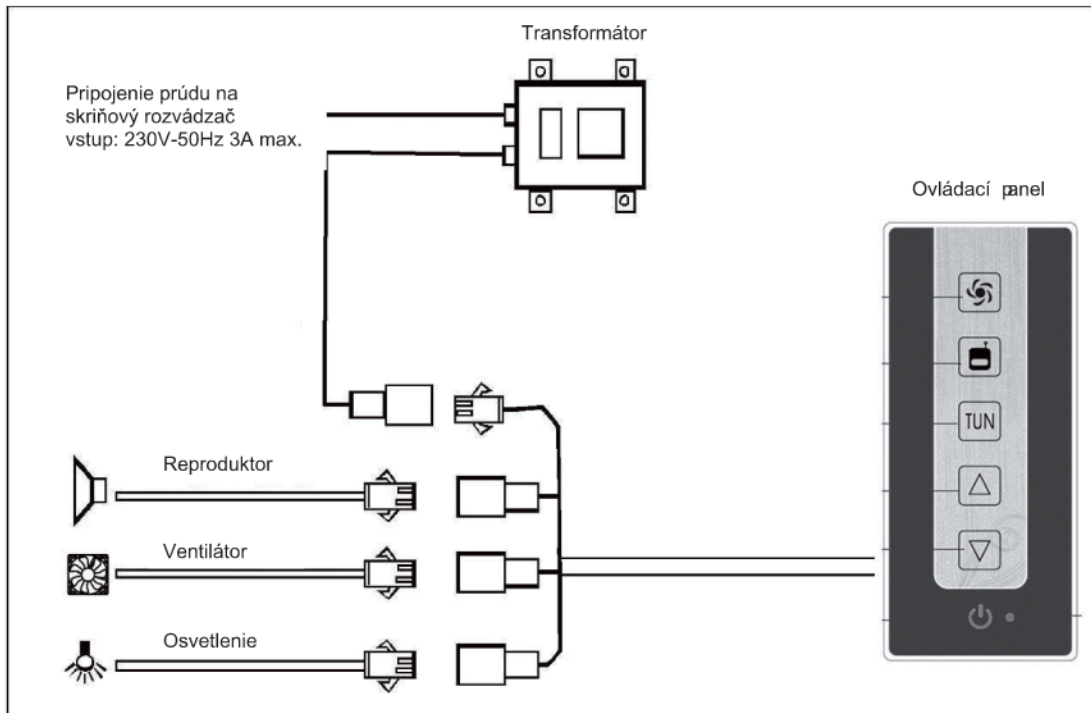 Transformátor
Pripojenie prúdu na
skriňový rozvádzač
vstup: 230V-50Hz 3A max.
Ovládací panel
TUN
Reproduktor
Ventilátor
Osvetlenie